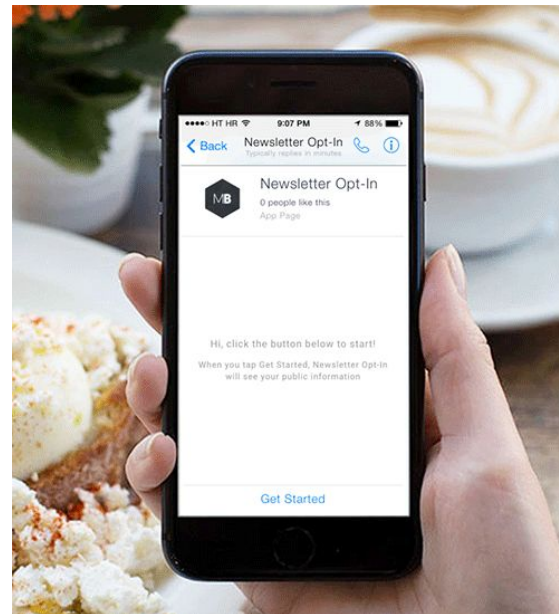 HT HR 9:07 PM 88%
Back Newsletter Opt-In
Typically replies in minutes
MB
Newsletter Opt-In
0 people like this
App Page
Hi, click the button below to start!
When you tap Get Started, Newsletter Opt-In
will see your public information
Get Started